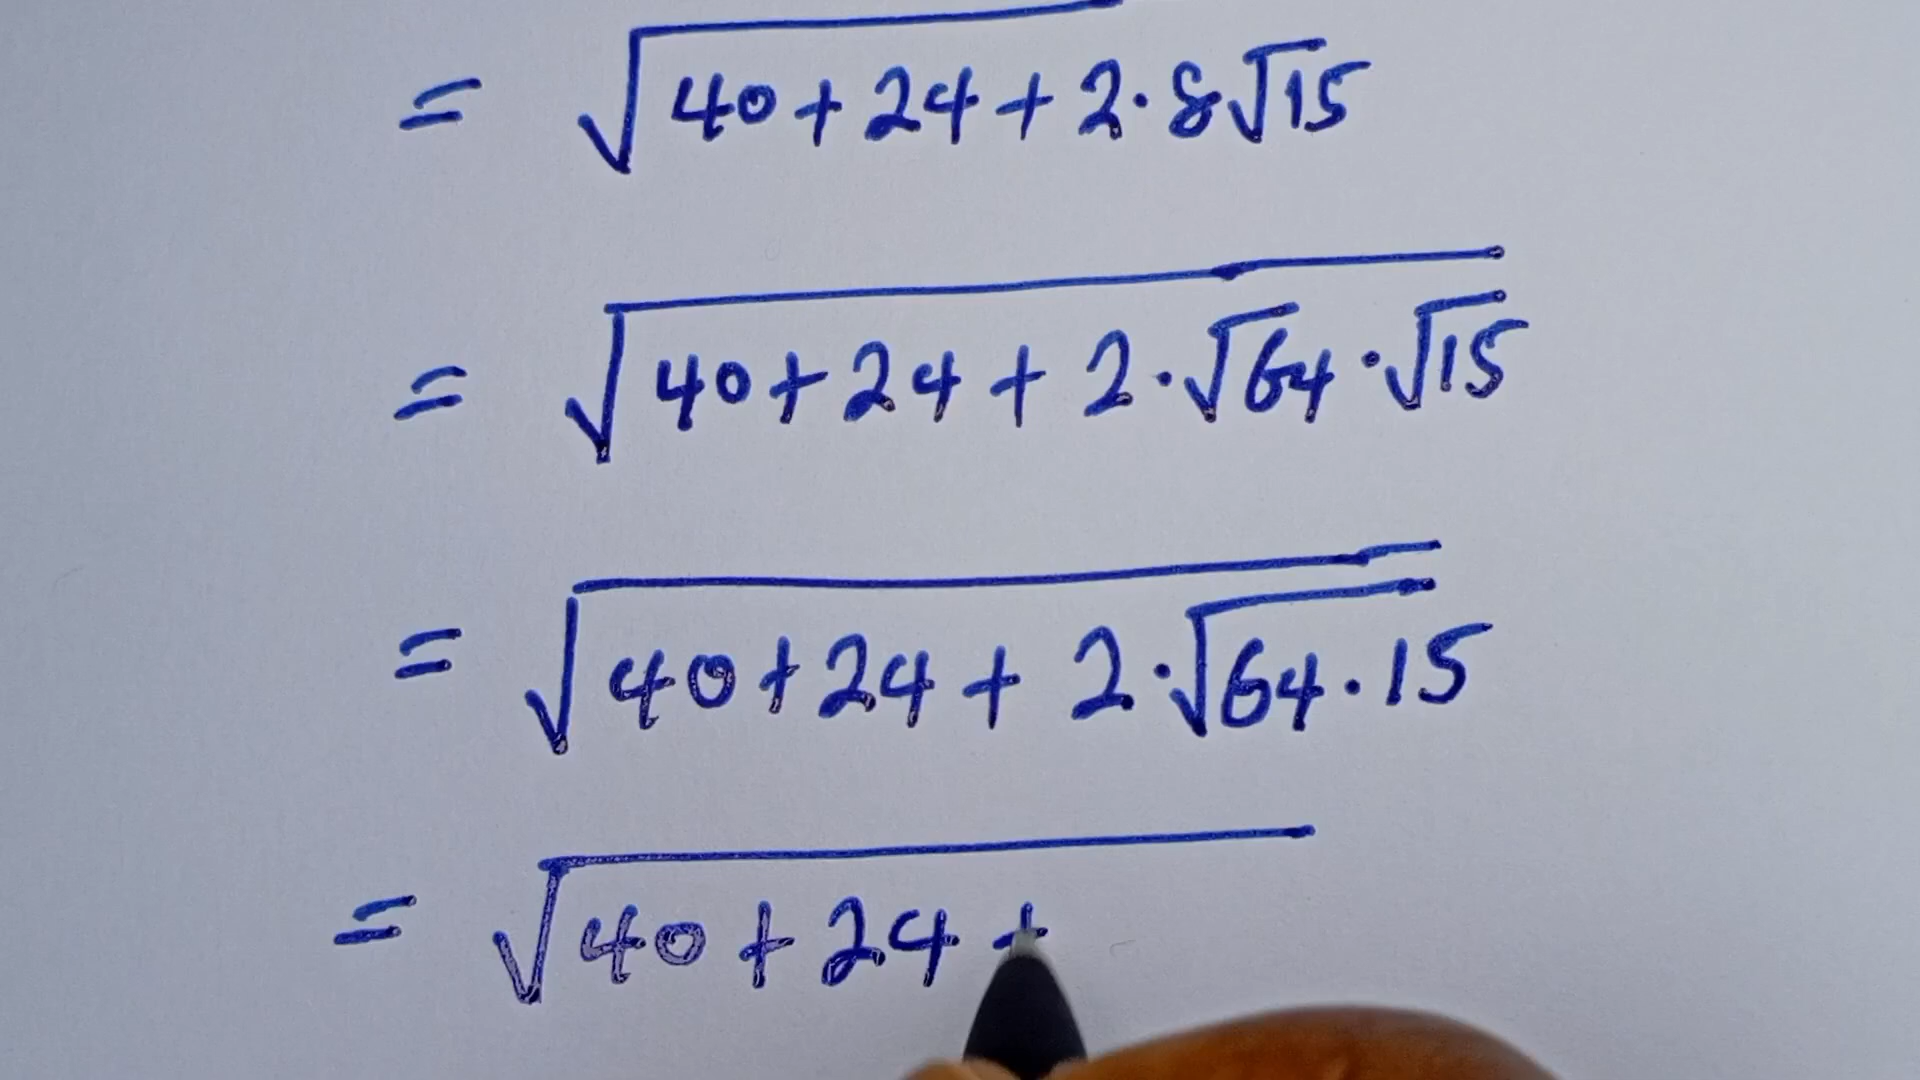 = √40+24+2·8√15
= √40+24+2·√64·√15
= √40+24+2·√64·15
= √40+24+